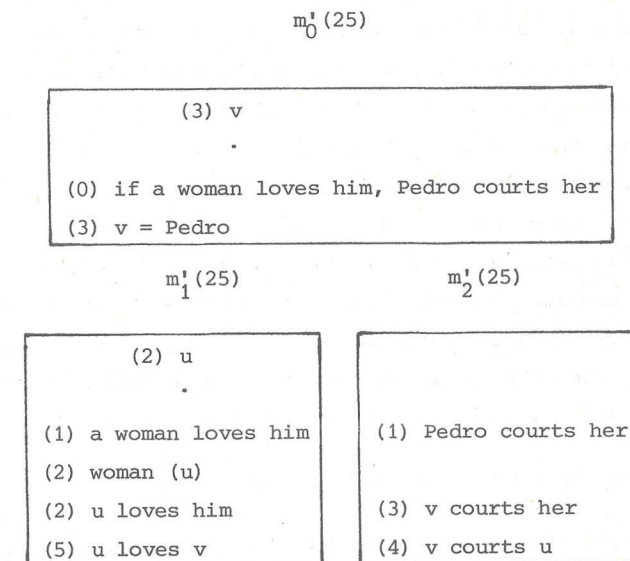 m'₀(25)
(3) v
.
(0) if a woman loves him, Pedro courts her
(3) v = Pedro
m'₁(25) m'₂(25)
(2) u
.
(1) a woman loves him
(2) woman (u)
(2) u loves him
(5) u loves v
(1) Pedro courts her
(3) v courts her
(4) v courts u